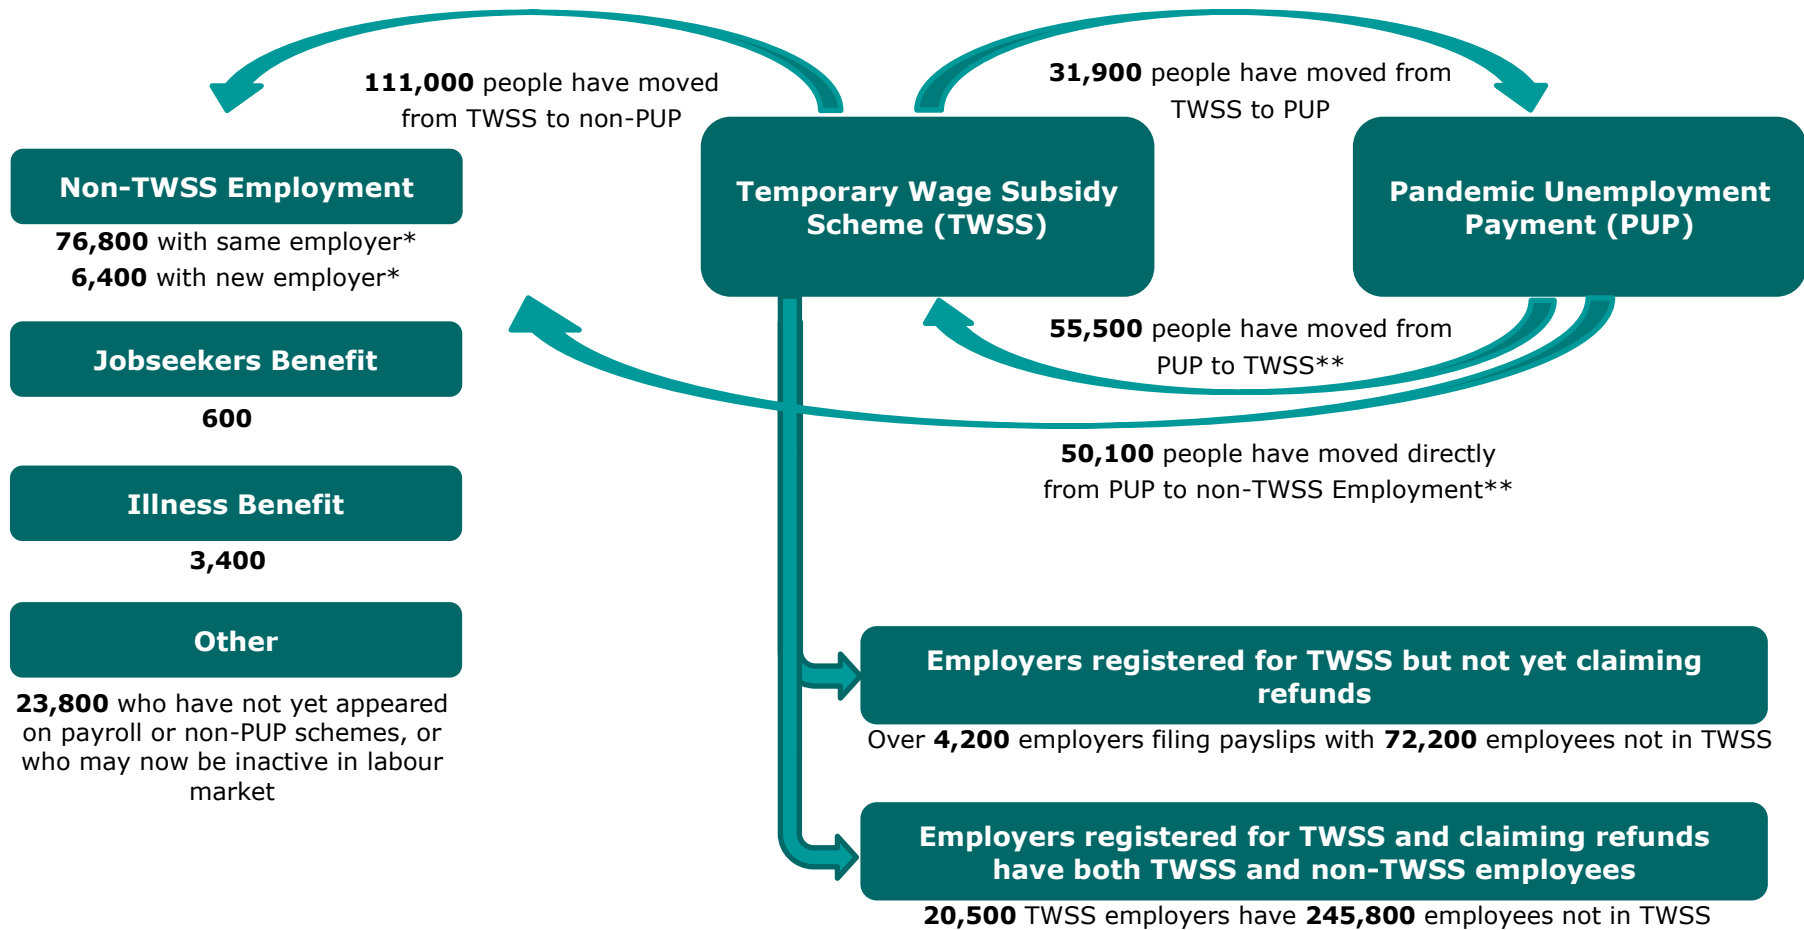 111,000 people have moved
from TWSS to non-PUP
31,900 people have moved from
TWSS to PUP
Non-TWSS Employment
76,800 with same employer*
6,400 with new employer*
Temporary Wage Subsidy
Scheme (TWSS)
Pandemic Unemployment
Payment (PUP)
Jobseekers Benefit
600
55,500 people have moved from
PUP to TWSS**
50,100 people have moved directly
from PUP to non-TWSS Employment**
Illness Benefit
3,400
Other
23,800 who have not yet appeared
on payroll or non-PUP schemes, or
who may now be inactive in labour
market
Employers registered for TWSS but not yet claiming
refunds
Over 4,200 employers filing payslips with 72,200 employees not in TWSS
Employers registered for TWSS and claiming refunds
have both TWSS and non-TWSS employees
20,500 TWSS employers have 245,800 employees not in TWSS